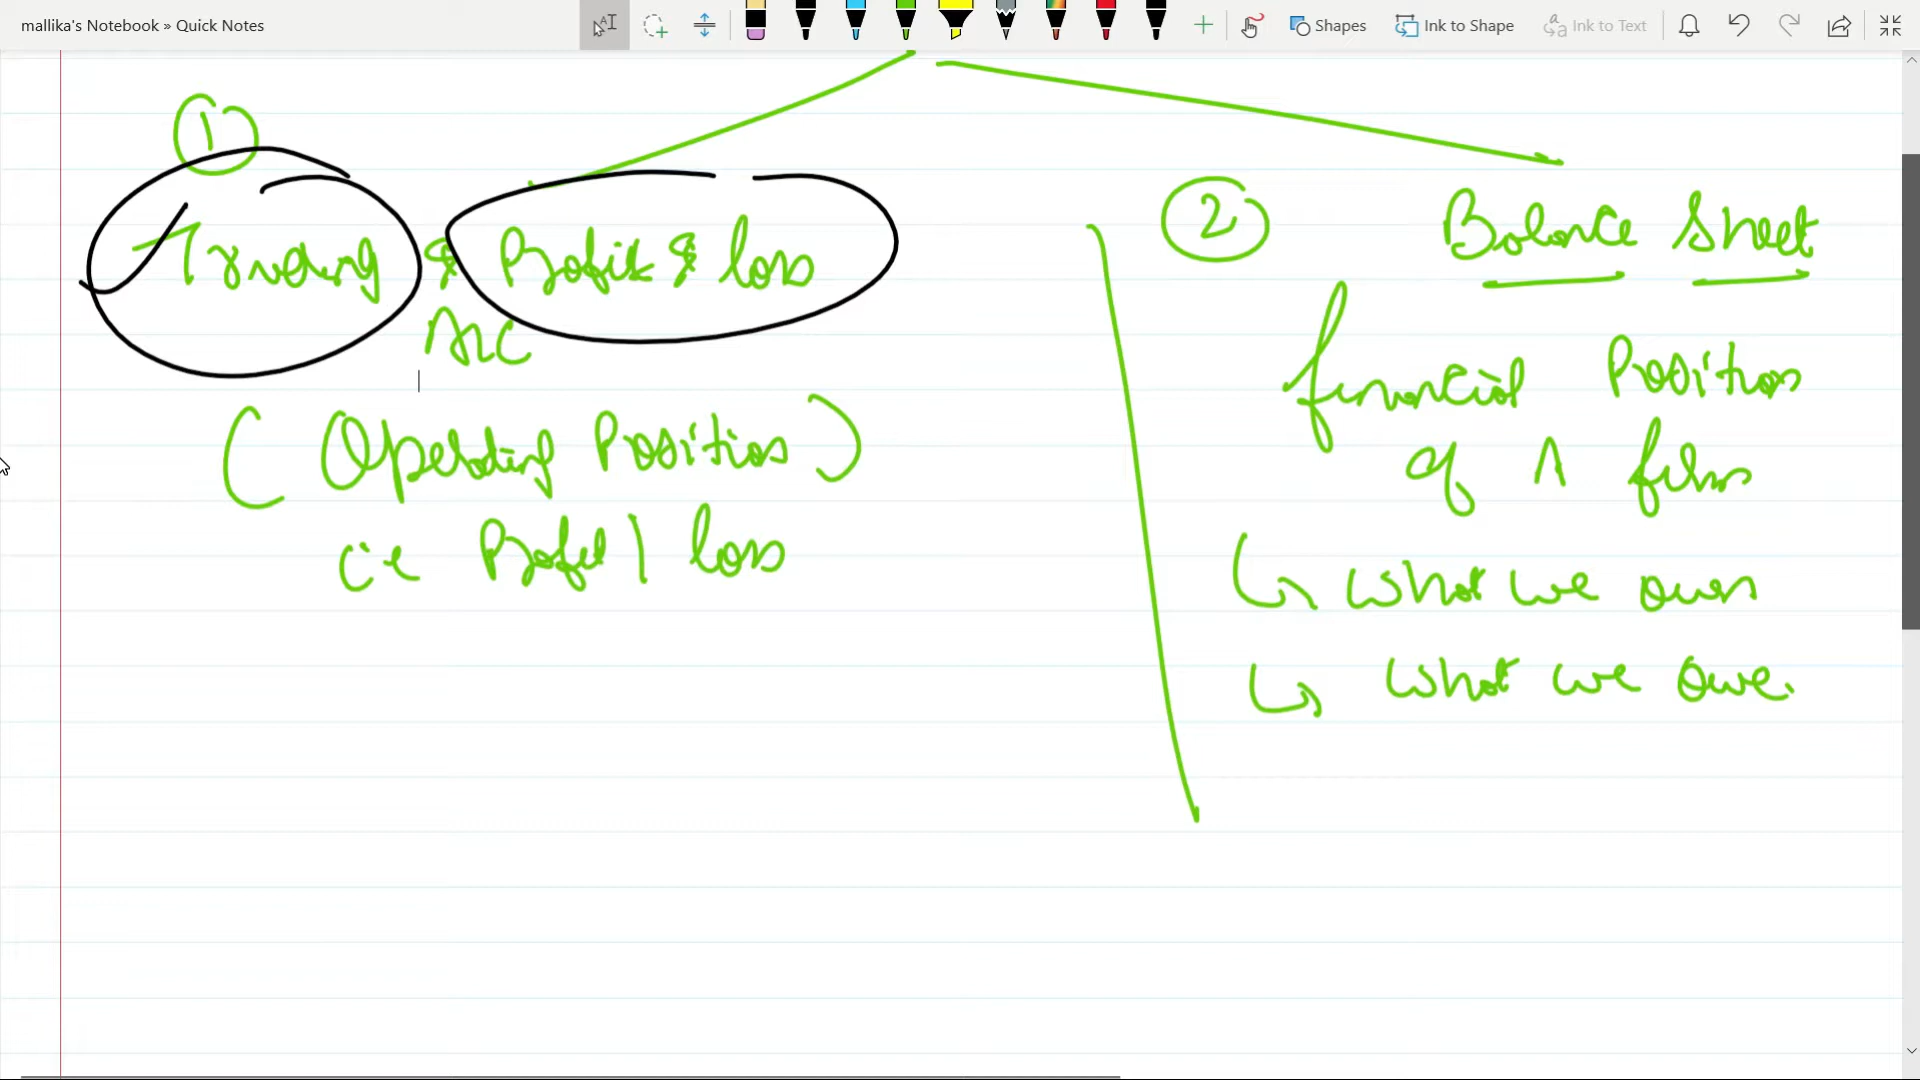 mallika's Notebook » Quick Notes
Shapes
Ink to Shape
Ink to Text
1
Trading & Profit & loss
A/C
(Operating Position)
i.e Profit / loss
2
Balance Sheet
financial Position
of A firm
what we own
what we owe.